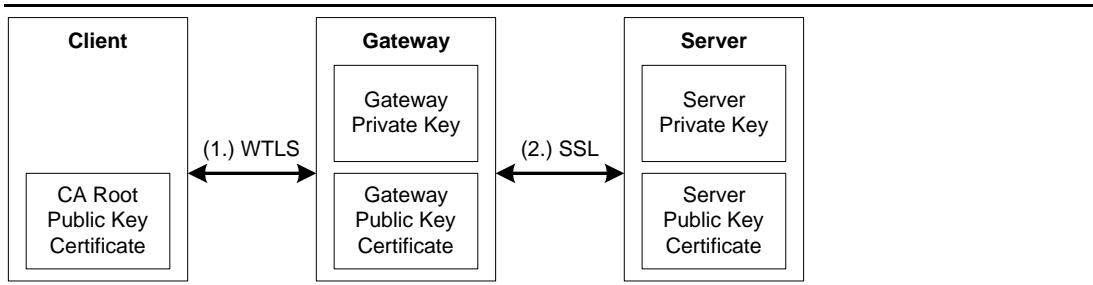 Client
Gateway
Server
Gateway
Private Key
Server
Private Key
(1.) WTLS
(2.) SSL
CA Root
Public Key
Certificate
Gateway
Public Key
Certificate
Server
Public Key
Certificate